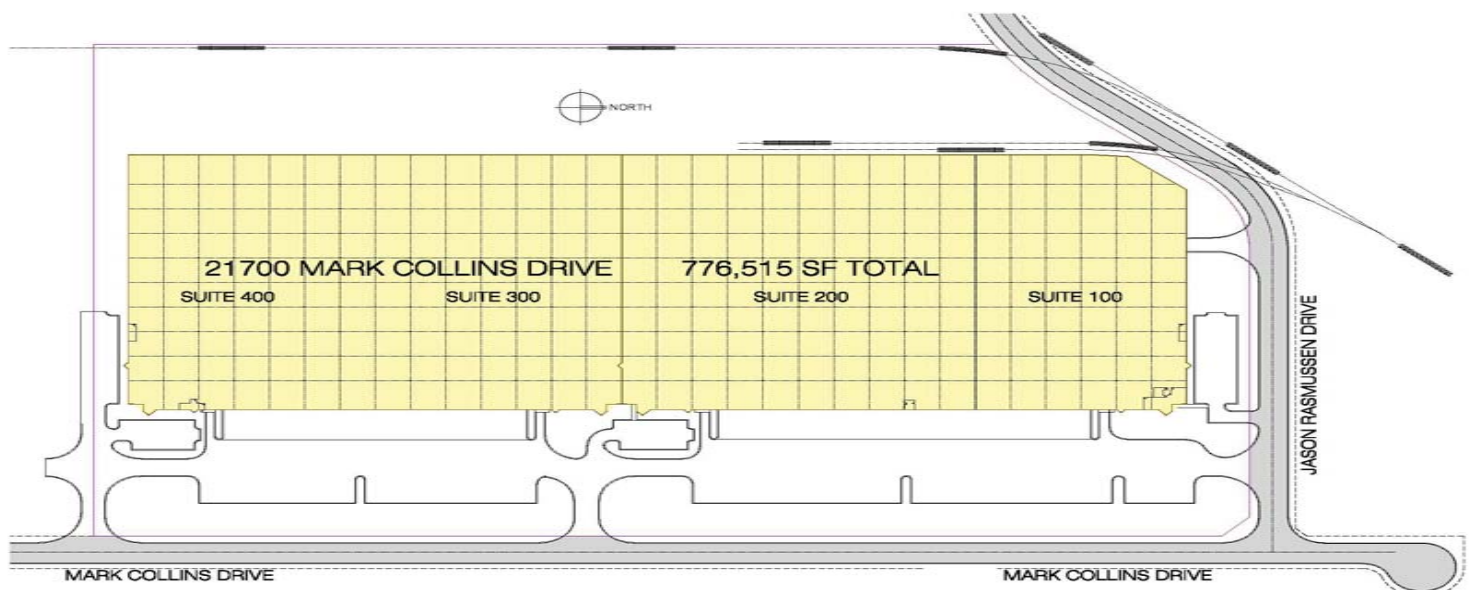 NORTH
21700 MARK COLLINS DRIVE 776,515 SF TOTAL
SUITE 400 SUITE 300 SUITE 200 SUITE 100
JASON RASMUSSEN DRIVE
MARK COLLINS DRIVE MARK COLLINS DRIVE